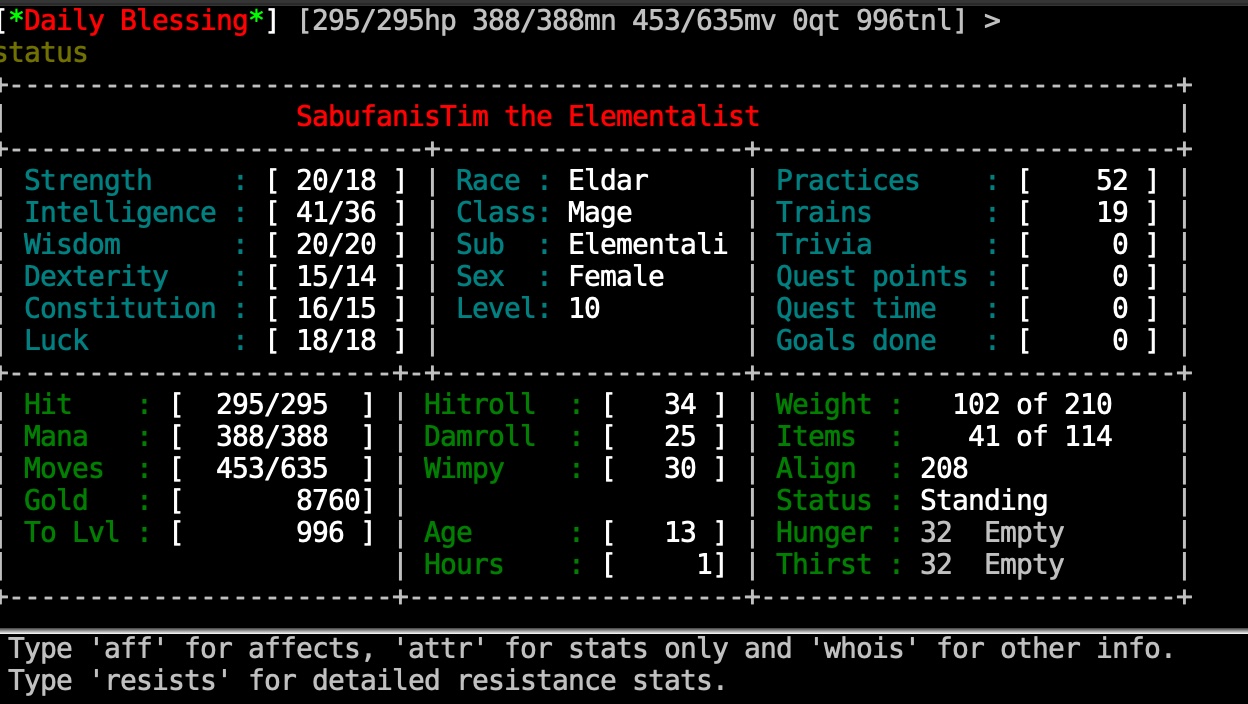 [*Daily Blessing*] [295/295hp 388/388mn 453/635mv 0qt 996tnl] >
status
+-------------------------------------------------------------------------+
|                  SabufanisTim the Elementalist                          |
+--------------------------+-------------------+--------------------------+
| Strength     : [ 20/18 ] | Race : Eldar      | Practices    : [    52 ] |
| Intelligence : [ 41/36 ] | Class: Mage       | Trains       : [    19 ] |
| Wisdom       : [ 20/20 ] | Sub  : Elementali | Trivia       : [     0 ] |
| Dexterity    : [ 15/14 ] | Sex  : Female     | Quest points : [     0 ] |
| Constitution : [ 16/15 ] | Level: 10         | Quest time   : [     0 ] |
| Luck         : [ 18/18 ] |                   | Goals done   : [     0 ] |
+------------------------+-+-------------------+--------------------------+
| Hit    : [  295/295  ] | Hitroll  : [   34 ] | Weight :   102 of 210    |
| Mana   : [  388/388  ] | Damroll  : [   25 ] | Items  :    41 of 114    |
| Moves  : [  453/635  ] | Wimpy    : [   30 ] | Align  : 208             |
| Gold   : [       8760] |                     | Status : Standing        |
| To Lvl : [       996 ] | Age      : [   13 ] | Hunger : 32  Empty       |
|                        | Hours    : [     1] | Thirst : 32  Empty       |
+------------------------+---------------------+--------------------------+
Type 'aff' for affects, 'attr' for stats only and 'whois' for other info.
Type 'resists' for detailed resistance stats.